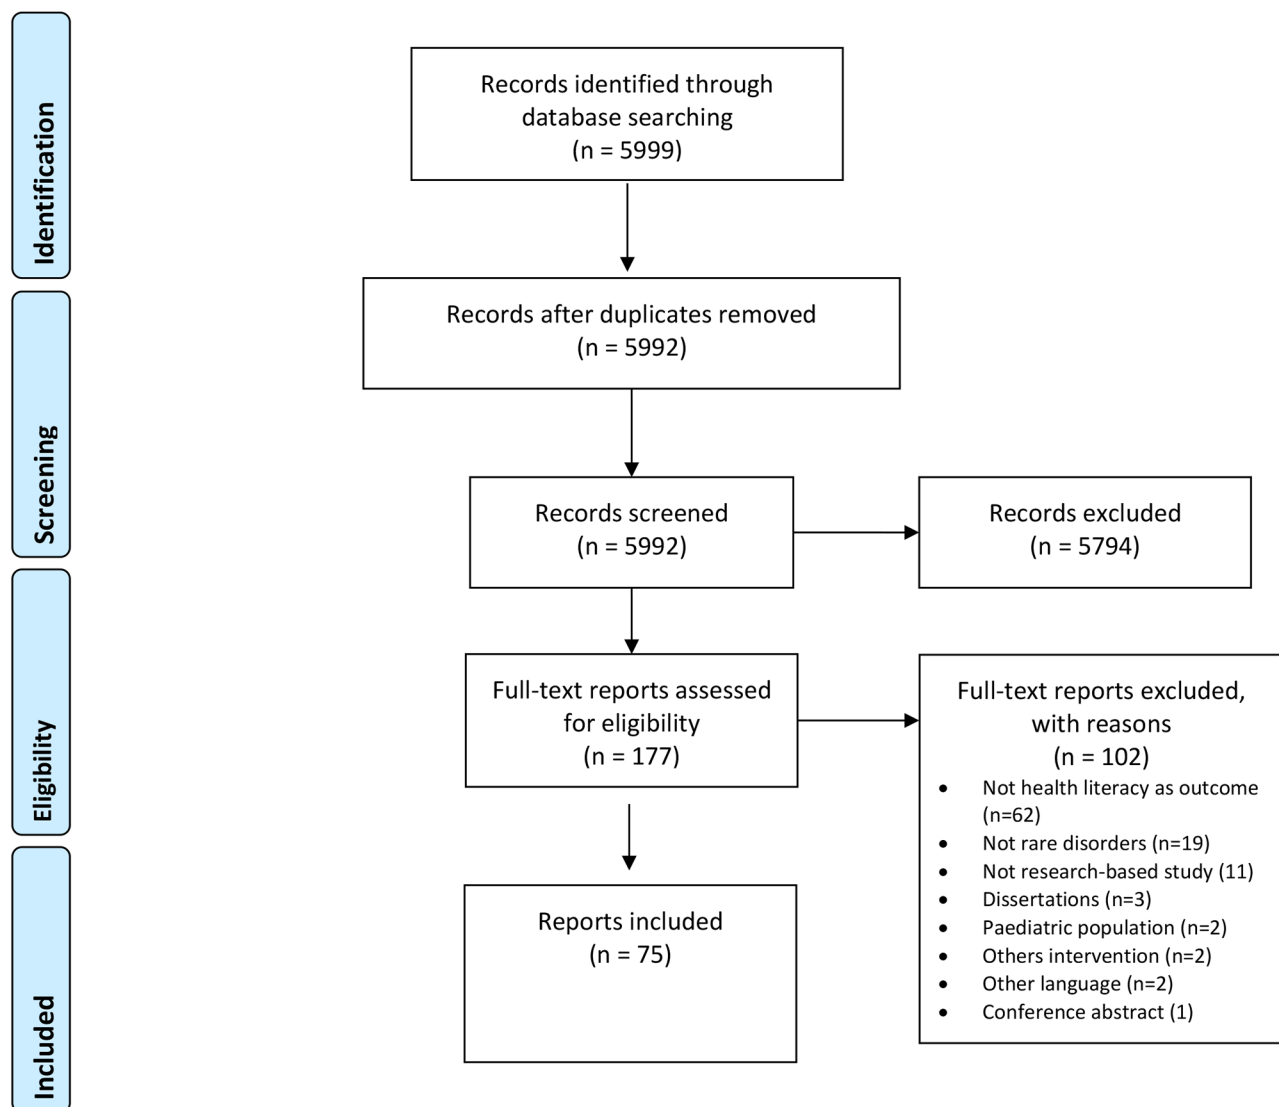 Identification
Records identified through
database searching
(n = 5999)
Records after duplicates removed
(n = 5992)
Screening
Records screened
(n = 5992)
Records excluded
(n = 5794)
Eligibility
Full-text reports assessed
for eligibility
(n = 177)
Full-text reports excluded,
with reasons
(n = 102)
• Not health literacy as outcome
(n=62)
• Not rare disorders (n=19)
• Not research-based study (11)
• Dissertations (n=3)
• Paediatric population (n=2)
• Others intervention (n=2)
• Other language (n=2)
• Conference abstract (1)
Included
Reports included
(n = 75)